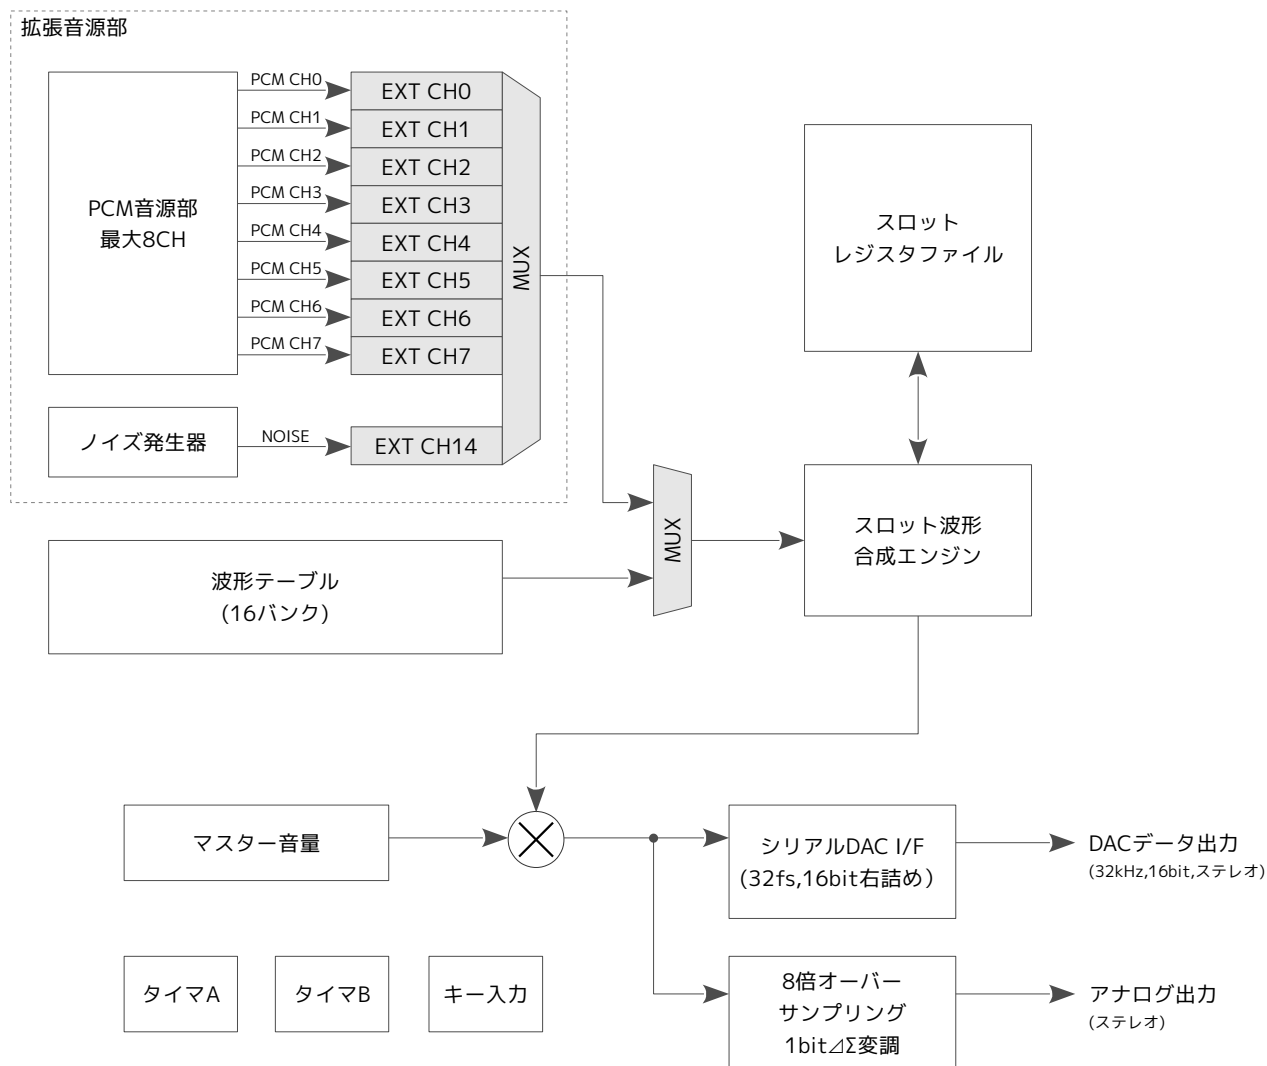 拡張音源部
PCM音源部
最大8CH
PCM CH0
PCM CH1
PCM CH2
PCM CH3
PCM CH4
PCM CH5
PCM CH6
PCM CH7
EXT CH0
EXT CH1
EXT CH2
EXT CH3
EXT CH4
EXT CH5
EXT CH6
EXT CH7
MUX
ノイズ発生器
NOISE
EXT CH14
波形テーブル
(16バンク)
MUX
スロット
レジスタファイル
スロット波形
合成エンジン
マスター音量
シリアルDAC I/F
(32fs,16bit右詰め)
DACデータ出力
(32kHz,16bit,ステレオ)
タイマA
タイマB
キー入力
8倍オーバー
サンプリング
1bit⊿Σ変調
アナログ出力
(ステレオ)